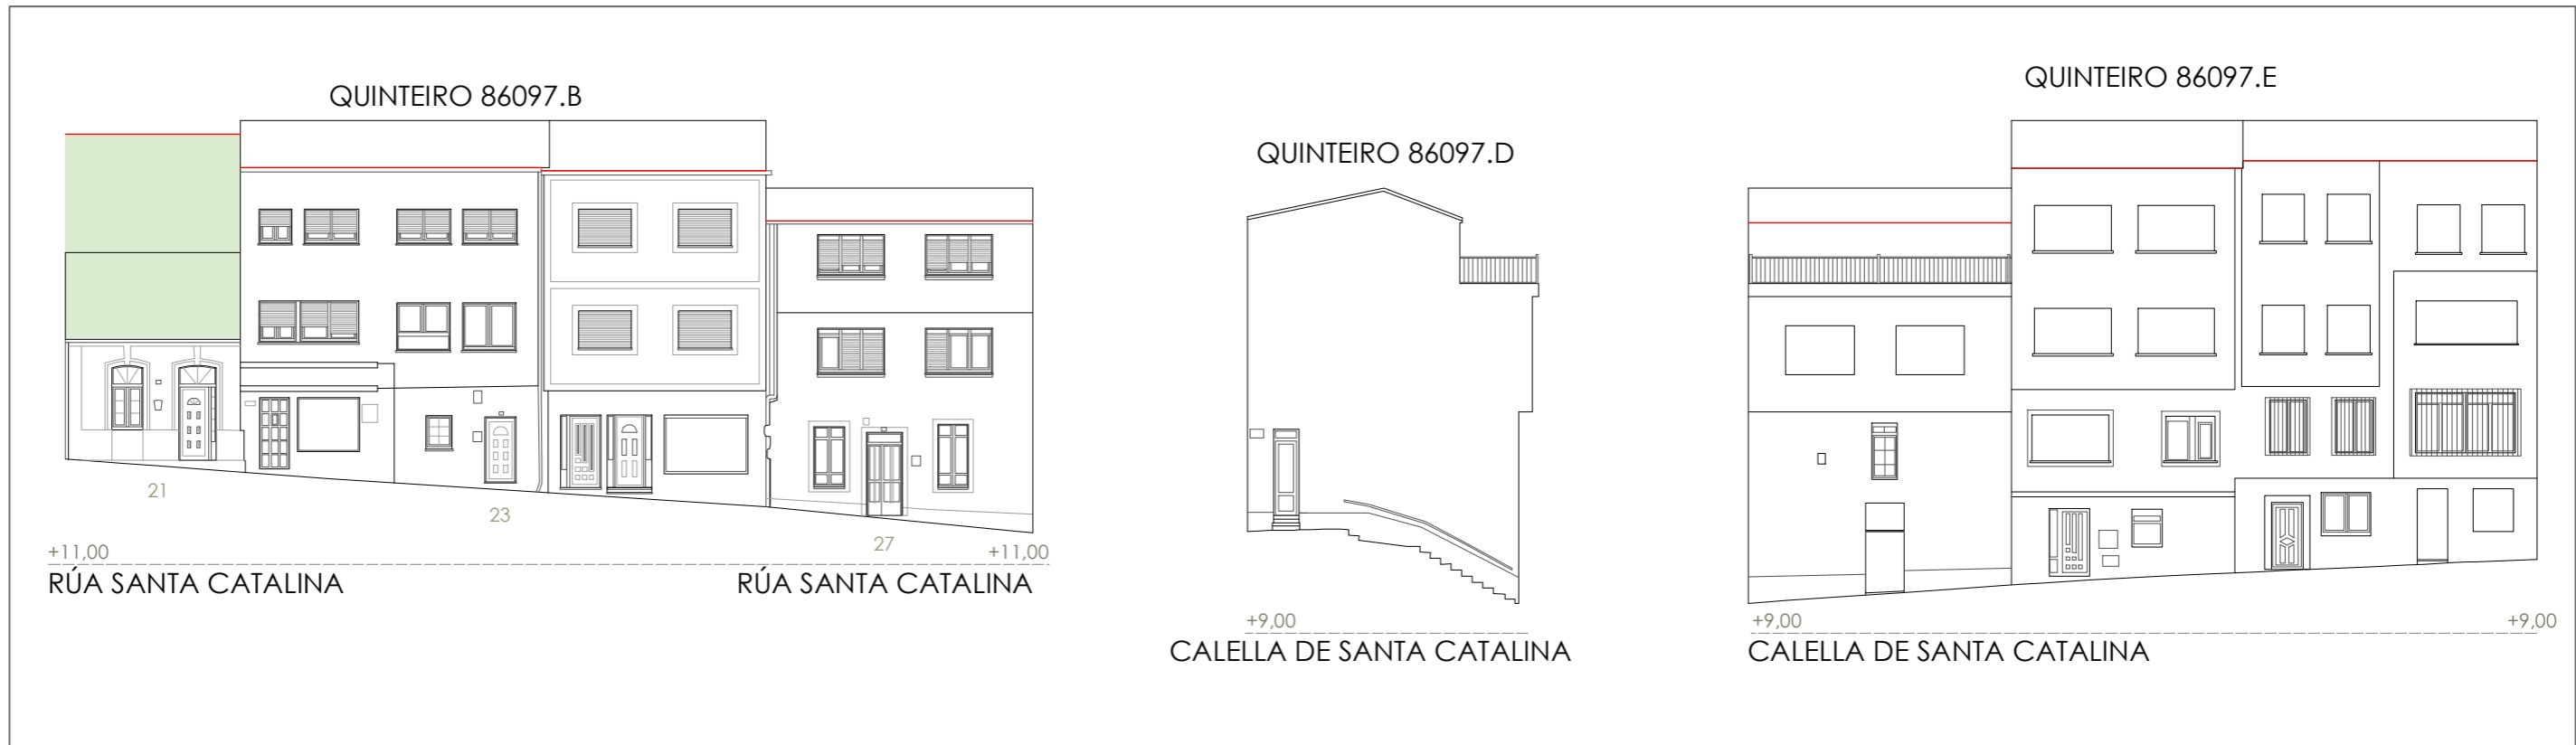 QUINTEIRO 86097.B
21
23
27
+11,00
+11,00
RÚA SANTA CATALINA
RÚA SANTA CATALINA
QUINTEIRO 86097.D
+9,00
CALELLA DE SANTA CATALINA
QUINTEIRO 86097.E
+9,00
+9,00
CALELLA DE SANTA CATALINA